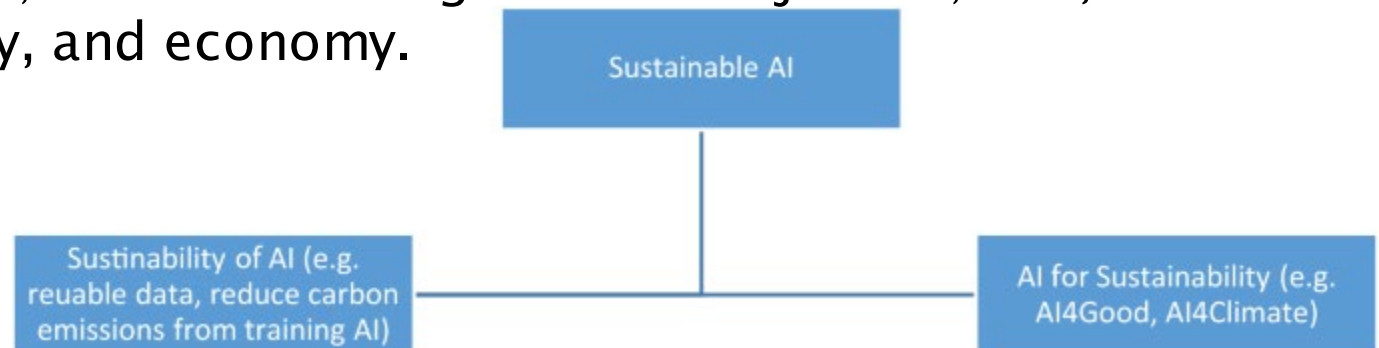 y, and economy.
Sustainable AI
Sustinability of AI (e.g.
reuable data, reduce carbon
emissions from training AI)
AI for Sustainability (e.g.
AI4Good, AI4Climate)